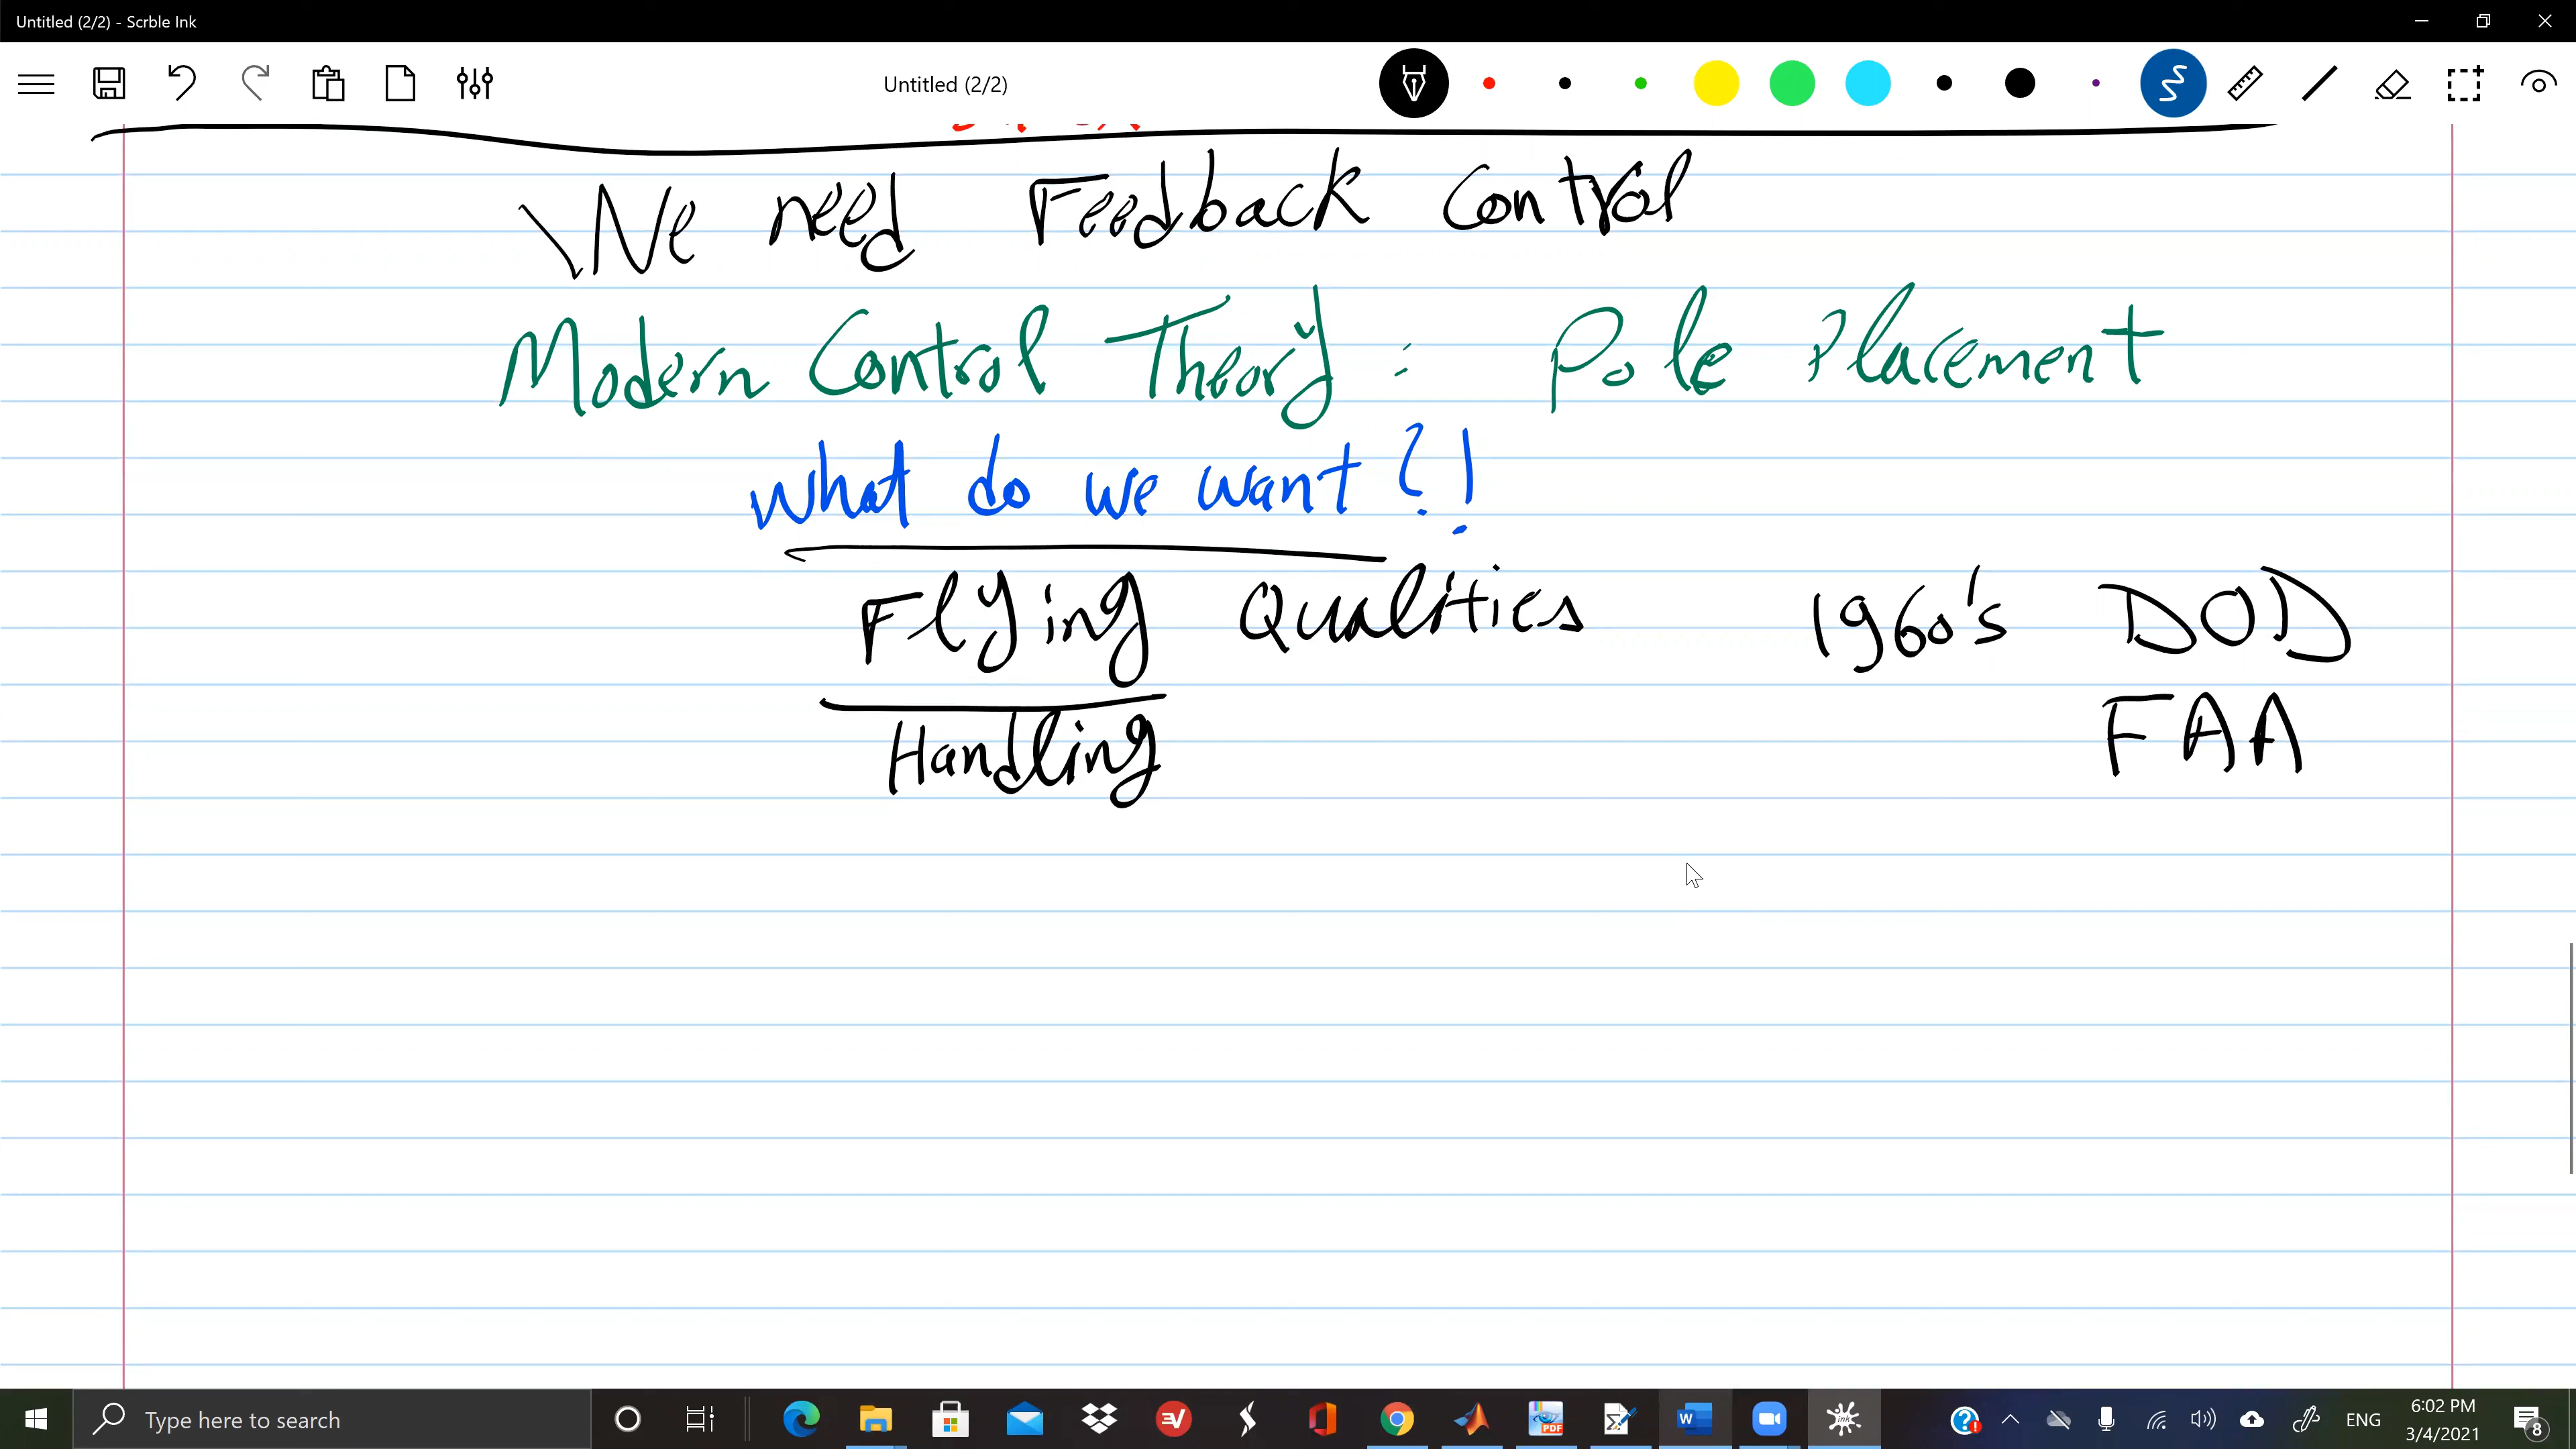 Untitled (2/2) - Scrble Ink
Untitled (2/2)
We need Feedback Control
Modern Control Theory : Pole Placement
What do we want?!
Flying Qualities 1960's DOD
Handling FAA
Type here to search
ENG
6:02 PM
3/4/2021
8